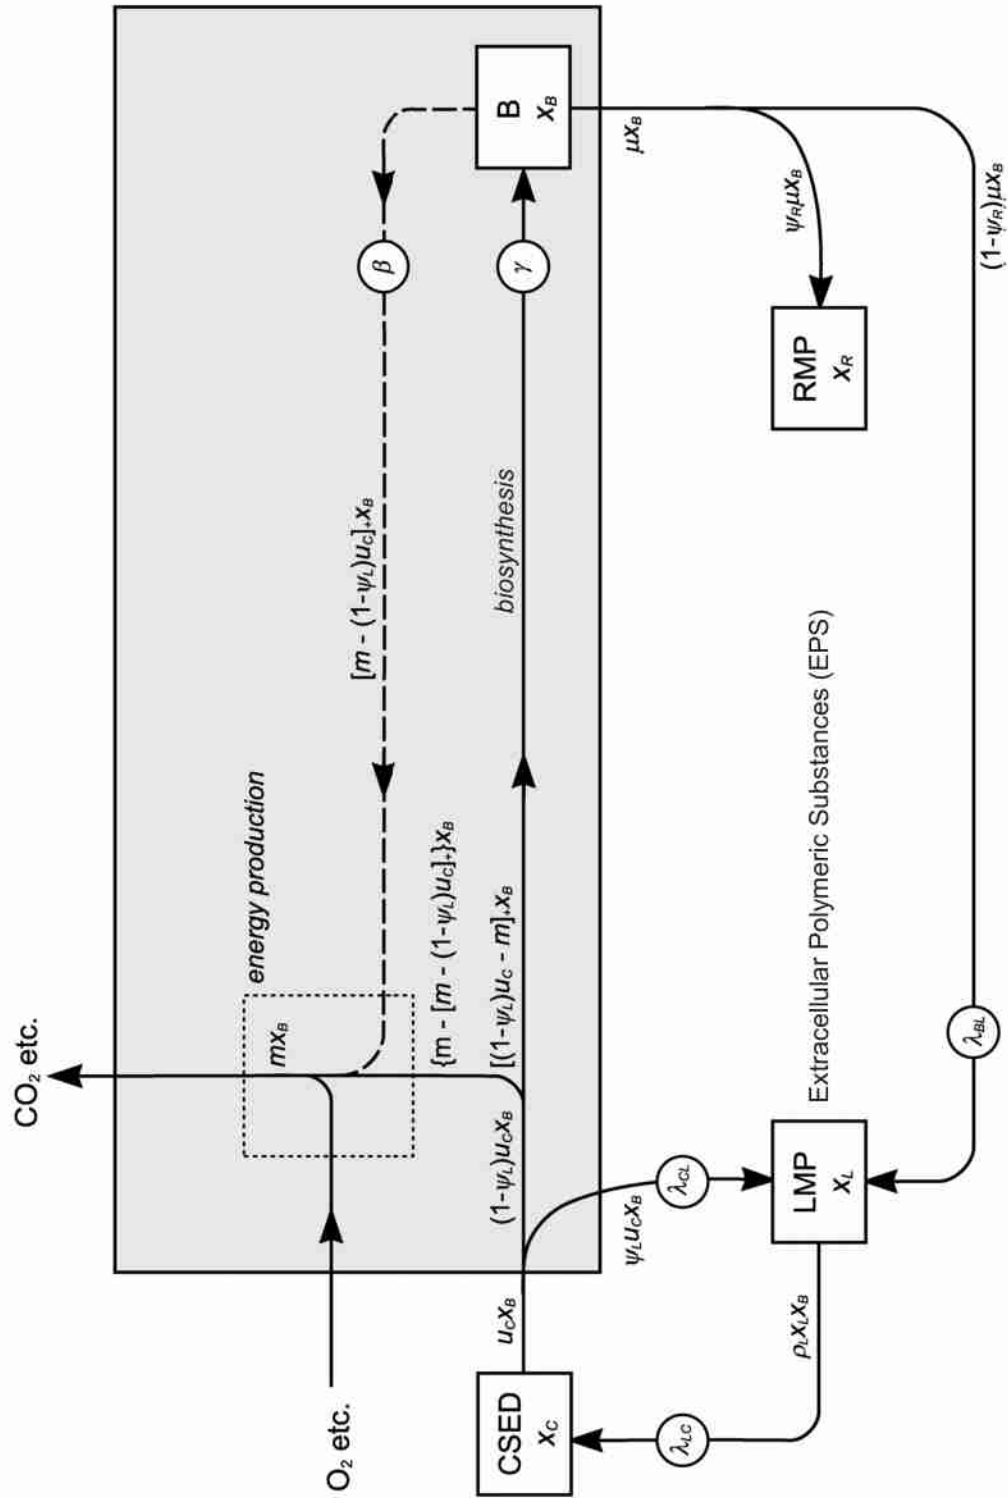 CO₂ etc.
O₂ etc.
energy production
mx_B
[m - (1-ψ_L)u_C]₊x_B
β
{m - [m - (1-ψ_L)u_C]₊}x_B
(1-ψ_L)u_Cx_B
[(1-ψ_L)u_C - m]₊x_B
biosynthesis
γ
B
x_B
CSED
x_C
u_Cx_B
ψ_Lu_Cx_B
λ_CL
μx_B
ψ_Rμx_B
RMP
x_R
(1-ψ_R)μx_B
Extracellular Polymeric Substances (EPS)
LMP
x_L
λ_BL
ρ_Lx_Lx_B
λ_LC